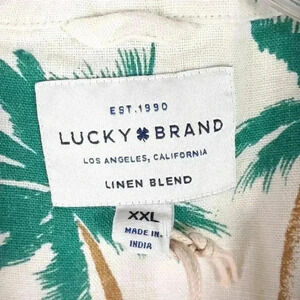 EST.1990
LUCKY BRAND
LOS ANGELES, CALIFORNIA
LINEN BLEND
XXL
MADE IN
INDIA